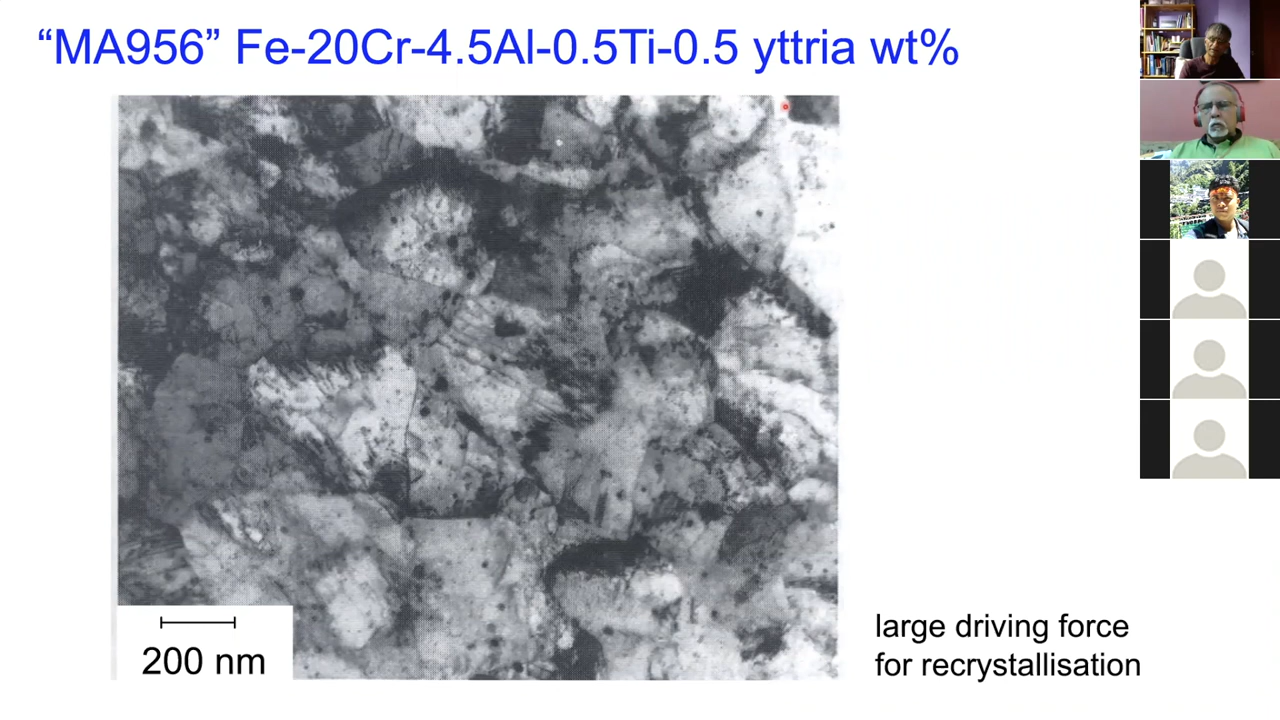 “MA956” Fe-20Cr-4.5Al-0.5Ti-0.5 yttria wt%
200 nm
large driving force
for recrystallisation